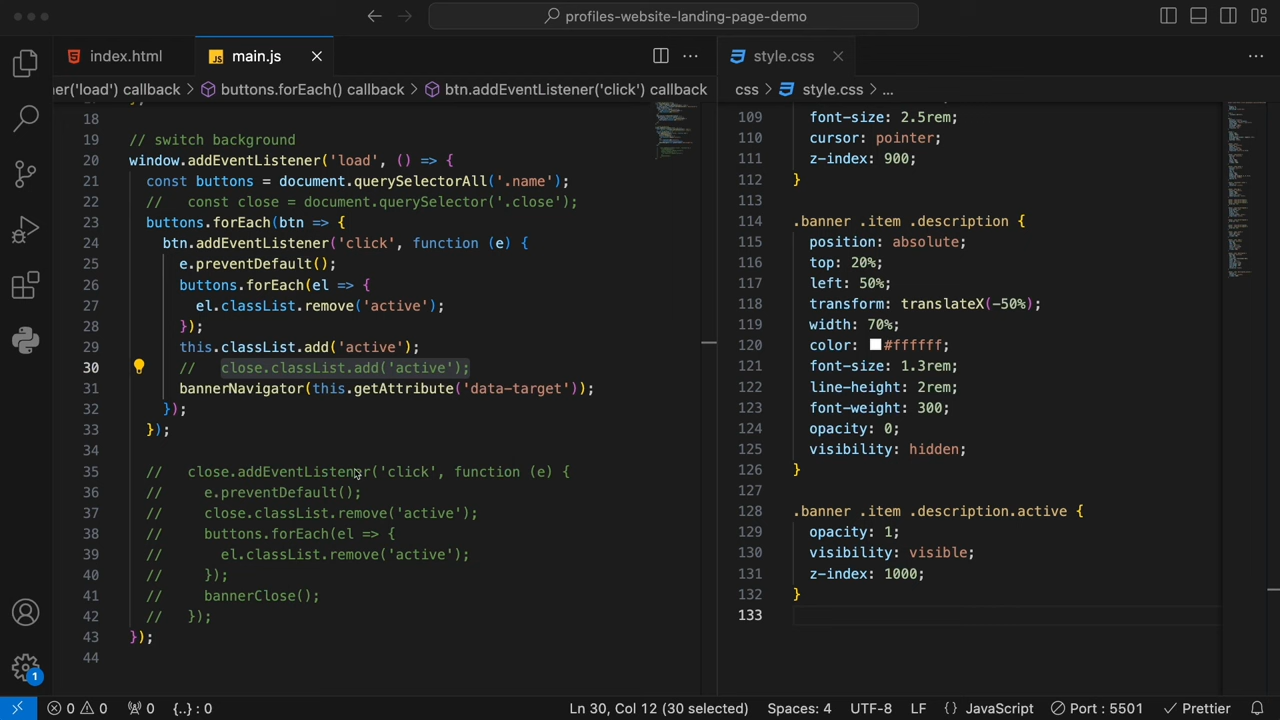 profiles-website-landing-page-demo
index.html
main.js
style.css
er('load') callback > buttons.forEach() callback > btn.addEventListener('click') callback
css > style.css > ...
18
19 // switch background
20 window.addEventListener('load', () => {
21 const buttons = document.querySelectorAll('.name');
22 // const close = document.querySelector('.close');
23 buttons.forEach(btn => {
24 btn.addEventListener('click', function (e) {
25 e.preventDefault();
26 buttons.forEach(el => {
27 el.classList.remove('active');
28 });
29 this.classList.add('active');
30 // close.classList.add('active');
31 bannerNavigator(this.getAttribute('data-target'));
32 });
33 });
34
35 // close.addEventListener('click', function (e) {
36 // e.preventDefault();
37 // close.classList.remove('active');
38 // buttons.forEach(el => {
39 // el.classList.remove('active');
40 // });
41 // bannerClose();
42 // });
43 });
44
109 font-size: 2.5rem;
110 cursor: pointer;
111 z-index: 900;
112 }
113
114 .banner .item .description {
115 position: absolute;
116 top: 20%;
117 left: 50%;
118 transform: translateX(-50%);
119 width: 70%;
120 color: #ffffff;
121 font-size: 1.3rem;
122 line-height: 2rem;
123 font-weight: 300;
124 opacity: 0;
125 visibility: hidden;
126 }
127
128 .banner .item .description.active {
129 opacity: 1;
130 visibility: visible;
131 z-index: 1000;
132 }
133
1
0 0 0 {..} : 0 Ln 30, Col 12 (30 selected) Spaces: 4 UTF-8 LF {} JavaScript Port : 5501 Prettier